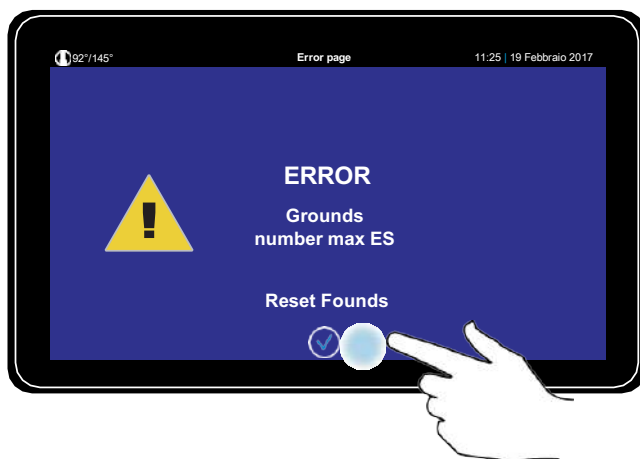 92°/145° Error page 11:25 | 19 Febbraio 2017
ERROR
Grounds
number max ES
Reset Founds